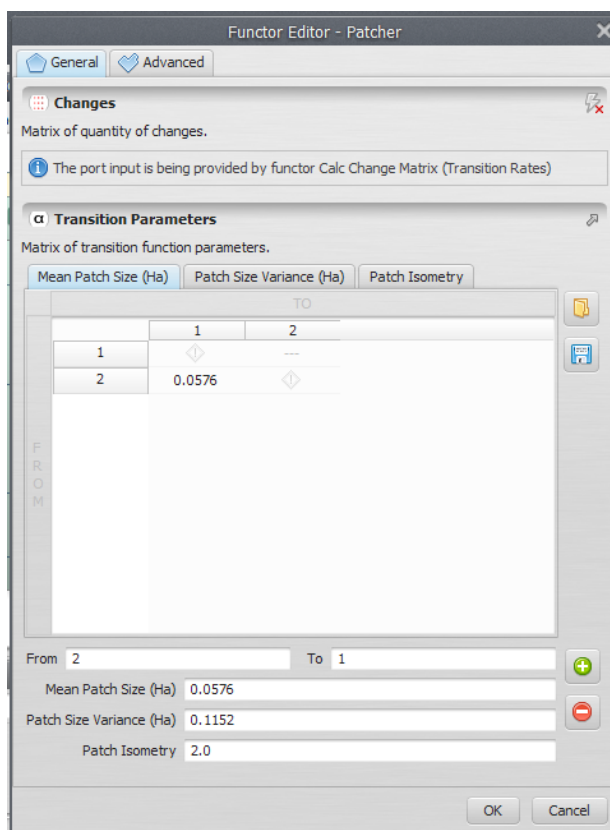 Functor Editor - Patcher
General Advanced
Changes
Matrix of quantity of changes.
The port input is being provided by functor Calc Change Matrix (Transition Rates)
α Transition Parameters
Matrix of transition function parameters.
Mean Patch Size (Ha) Patch Size Variance (Ha) Patch Isometry
TO
1 2
1 ---
2 0.0576
FROM
From 2 To 1
Mean Patch Size (Ha) 0.0576
Patch Size Variance (Ha) 0.1152
Patch Isometry 2.0
OK Cancel